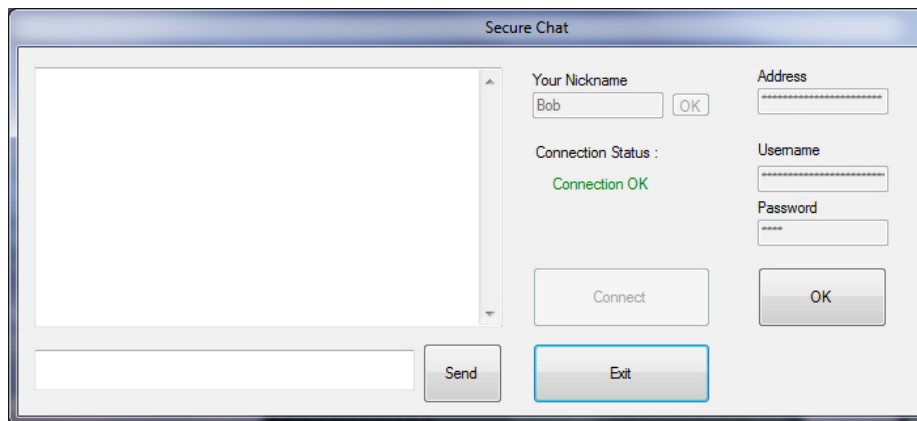 Secure Chat
Your Nickname
Bob
OK
Address
***********************
Connection Status :
Connection OK
Username
************************
Password
****
Connect
OK
Send
Exit